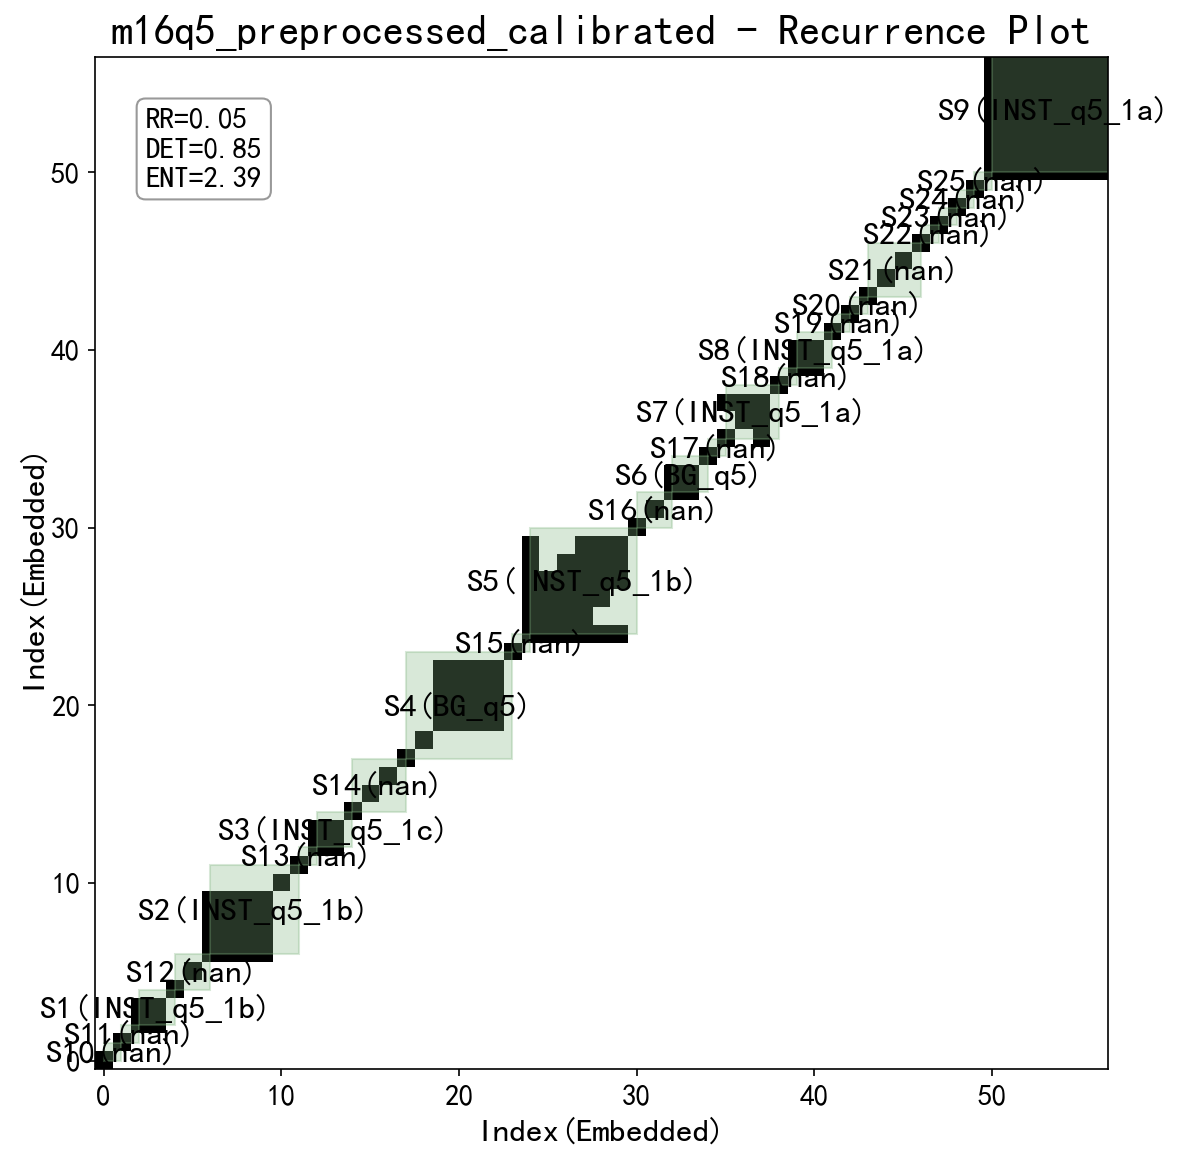 m16q5_preprocessed_calibrated - Recurrence Plot
RR=0.05
DET=0.85
ENT=2.39
S9(INST_q5_1a)
S25(nan)
S24(nan)
S23(nan)
S22(nan)
S21(nan)
S20(nan)
S19(nan)
S8(INST_q5_1a)
S18(nan)
S7(INST_q5_1a)
S17(nan)
S6(BG_q5)
S16(nan)
S5(INST_q5_1b)
S15(nan)
S4(BG_q5)
S14(nan)
S3(INST_q5_1c)
S13(nan)
S2(INST_q5_1b)
S12(nan)
S1(INST_q5_1b)
S11(nan)
S10(nan)
50
40
30
20
10
0
Index(Embedded)
0 10 20 30 40 50
Index(Embedded)